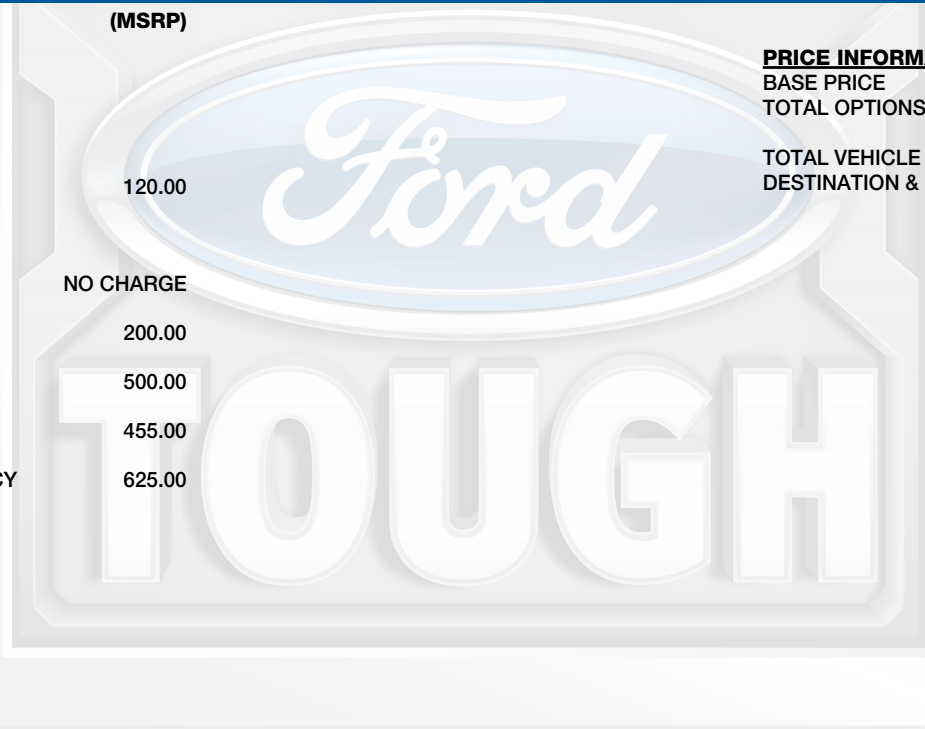 (MSRP)
PRICE INFORM
BASE PRICE
TOTAL OPTIONS
TOTAL VEHICLE
DESTINATION &
120.00
NO CHARGE
200.00
500.00
455.00
CY 625.00
Ford
TOUGH